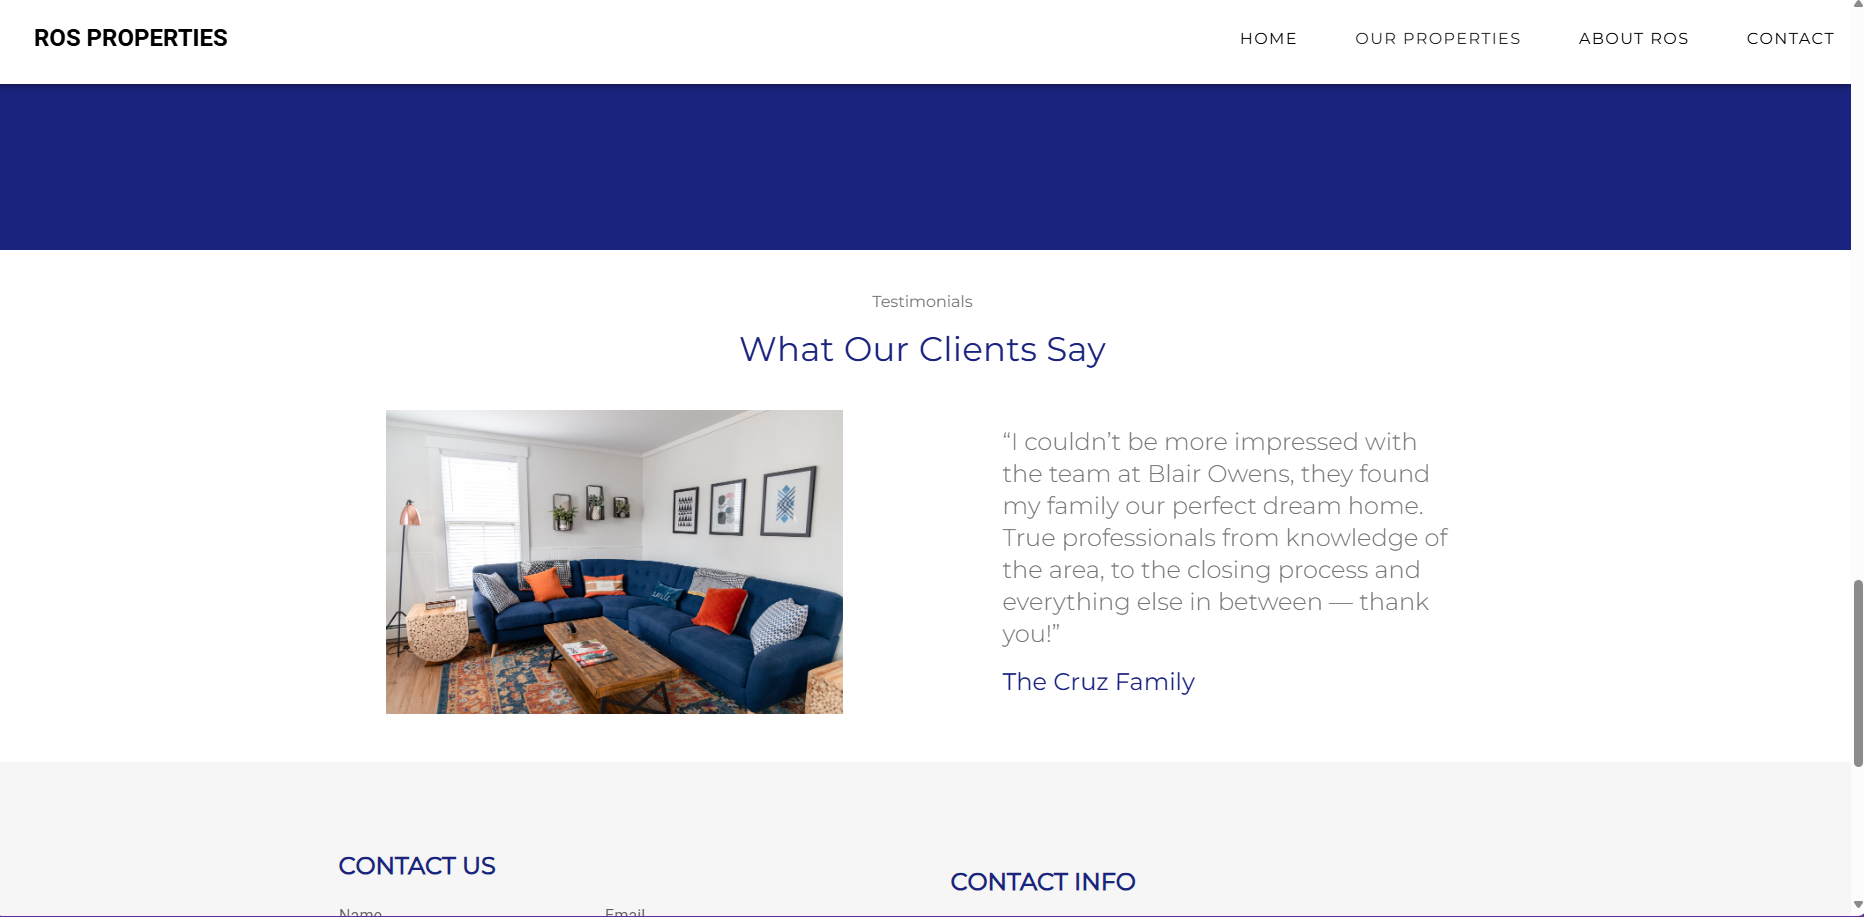 ROS PROPERTIES
HOME
OUR PROPERTIES
ABOUT ROS
CONTACT
Testimonials
What Our Clients Say
“I couldn’t be more impressed with
the team at Blair Owens, they found
my family our perfect dream home.
True professionals from knowledge of
the area, to the closing process and
everything else in between — thank
you!”
The Cruz Family
smile
CONTACT US
CONTACT INFO
Name
Email